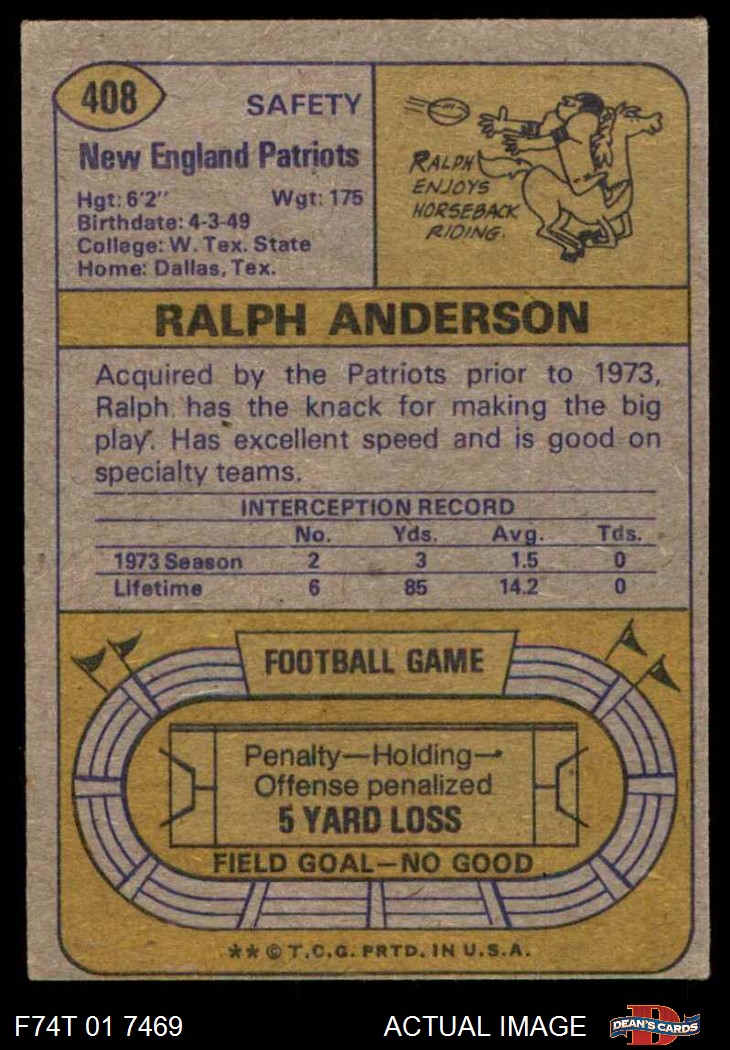 408
SAFETY
New England Patriots
Hgt: 6'2" Wgt: 175
Birthdate: 4-3-49
College: W. Tex. State
Home: Dallas, Tex.
RALPH
ENJOYS
HORSEBACK
RIDING.
RALPH ANDERSON
Acquired by the Patriots prior to 1973,
Ralph has the knack for making the big
play. Has excellent speed and is good on
specialty teams.
INTERCEPTION RECORD
No. Yds. Avg. Tds.
1973 Season 2 3 1.5 0
Lifetime 6 85 14.2 0
FOOTBALL GAME
Penalty—Holding—
Offense penalized
5 YARD LOSS
FIELD GOAL—NO GOOD
** © T.C.G. PRTD. IN U.S.A.
F74T 01 7469 ACTUAL IMAGE DEAN'S CARDS